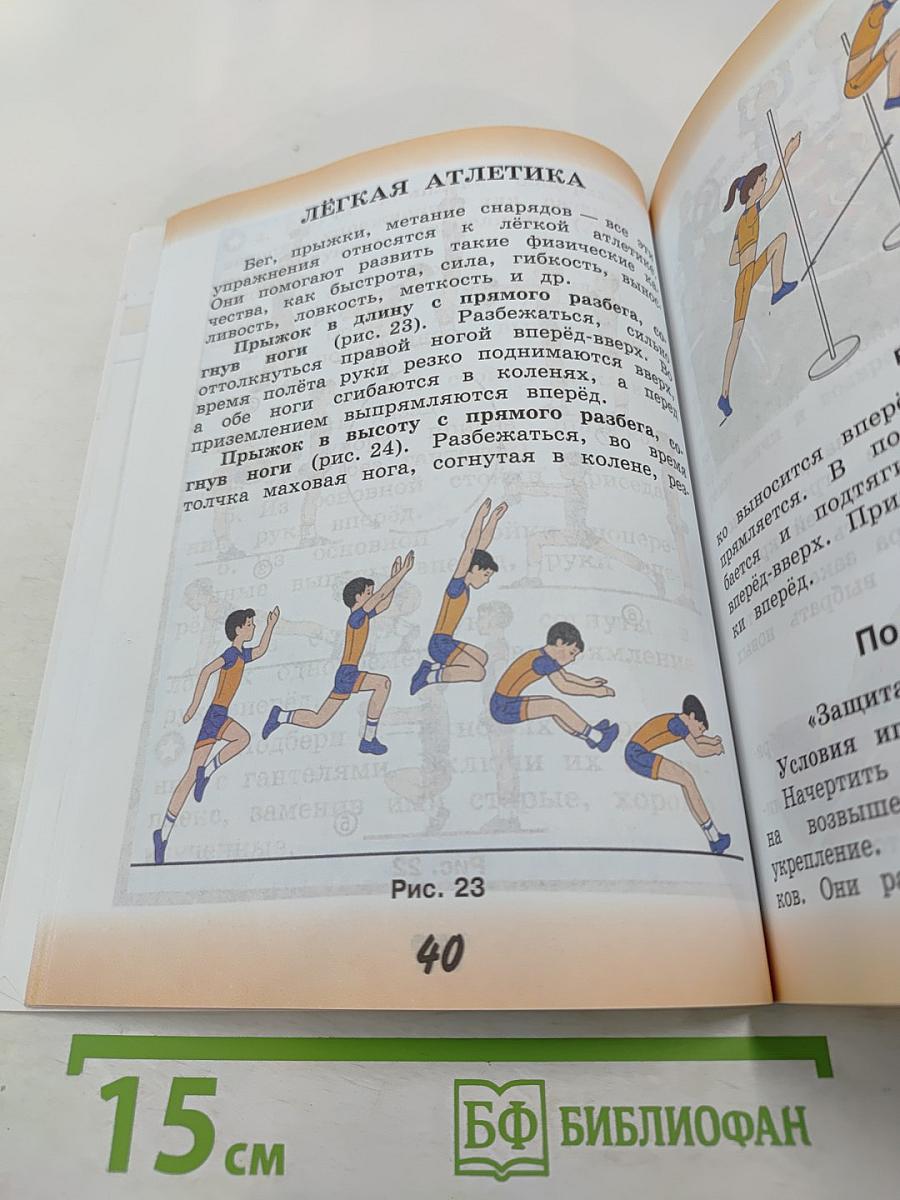 ЛЁГКАЯ АТЛЕТИКА
Бег, прыжки, метание снарядов — все эти
упражнения относятся к лёгкой атлетике.
Они помогают развить такие физические ка-
чества, как быстрота, сила, гибкость, вынос-
ливость, ловкость, меткость и др.
Прыжок в длину с прямого разбега, со-
гнув ноги (рис. 23). Разбежаться, сильно
оттолкнуться правой ногой вперёд-вверх. Во
время полёта руки резко поднимаются вверх,
а обе ноги сгибаются в коленях, а перед
приземлением выпрямляются вперёд.
Прыжок в высоту с прямого разбега, со-
гнув ноги (рис. 24). Разбежаться, во время
толчка маховая нога, согнутая в колене, рез-
Рис. 23
40
ко выносится вперё
прямляется. В по
бается и подтяги
вперёд-вверх. При
ки вперёд.
По
«Защита
Условия иг
Начертить
на возвыше
укрепление.
ков. Они ра
15 см
БФ БИБЛИОФАН